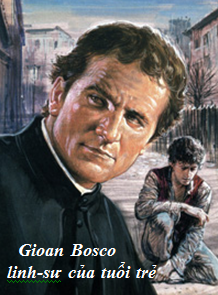 Gioan Bosco
linh-sư của tuổi trẻ